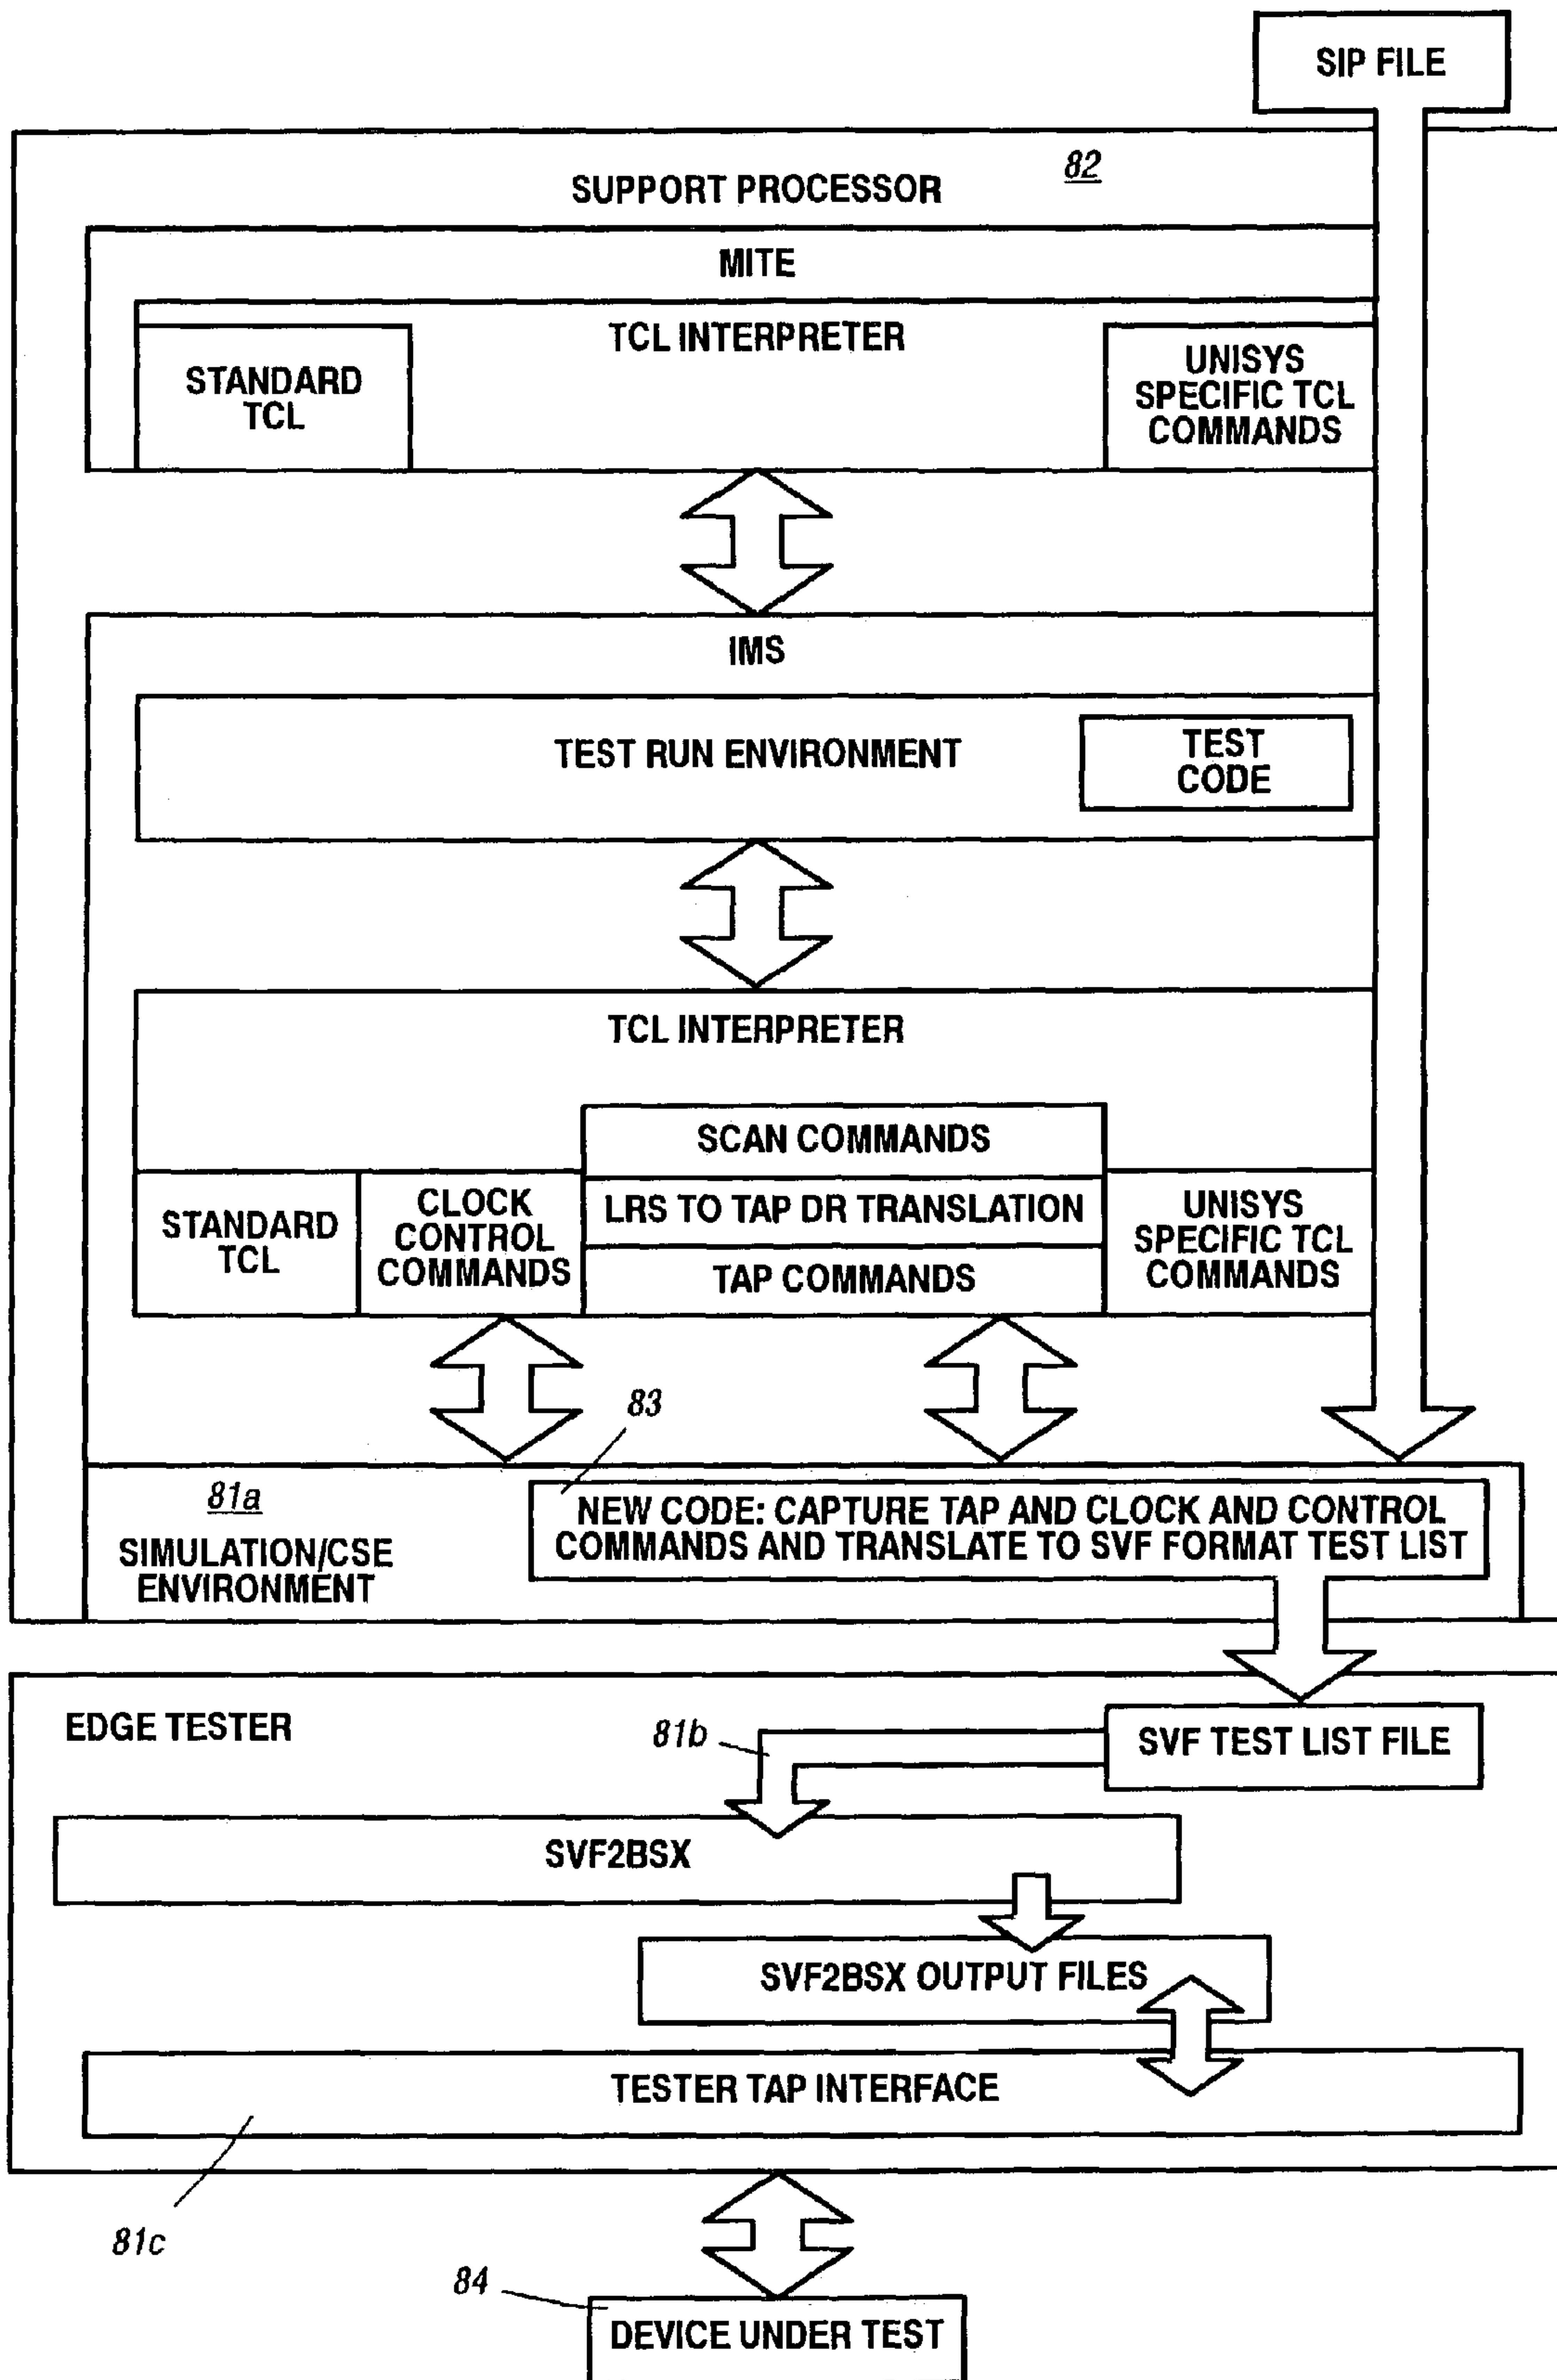 SIP FILE
82
SUPPORT PROCESSOR
MITE
TCL INTERPRETER
STANDARD
TCL
UNISYS
SPECIFIC TCL
COMMANDS
IMS
TEST RUN ENVIRONMENT
TEST
CODE
TCL INTERPRETER
SCAN COMMANDS
STANDARD
TCL
CLOCK
CONTROL
COMMANDS
LRS TO TAP DR TRANSLATION
TAP COMMANDS
UNISYS
SPECIFIC TCL
COMMANDS
83
81a
SIMULATION/CSE
ENVIRONMENT
NEW CODE: CAPTURE TAP AND CLOCK AND CONTROL
COMMANDS AND TRANSLATE TO SVF FORMAT TEST LIST
EDGE TESTER
81b
SVF TEST LIST FILE
SVF2BSX
SVF2BSX OUTPUT FILES
TESTER TAP INTERFACE
81c
84
DEVICE UNDER TEST